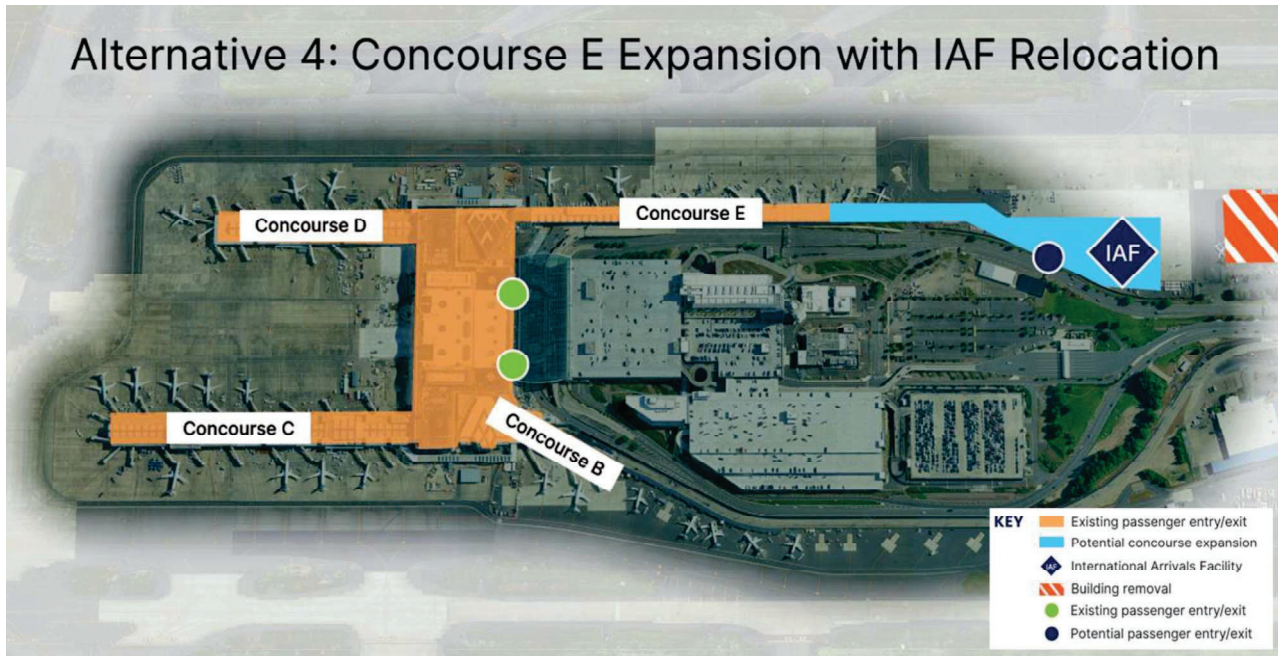 Alternative 4: Concourse E Expansion with IAF Relocation
Concourse D
Concourse E
IAF
Concourse C
Concourse B
KEY
Existing passenger entry/exit
Potential concourse expansion
IAF
International Arrivals Facility
Building removal
Existing passenger entry/exit
Potential passenger entry/exit